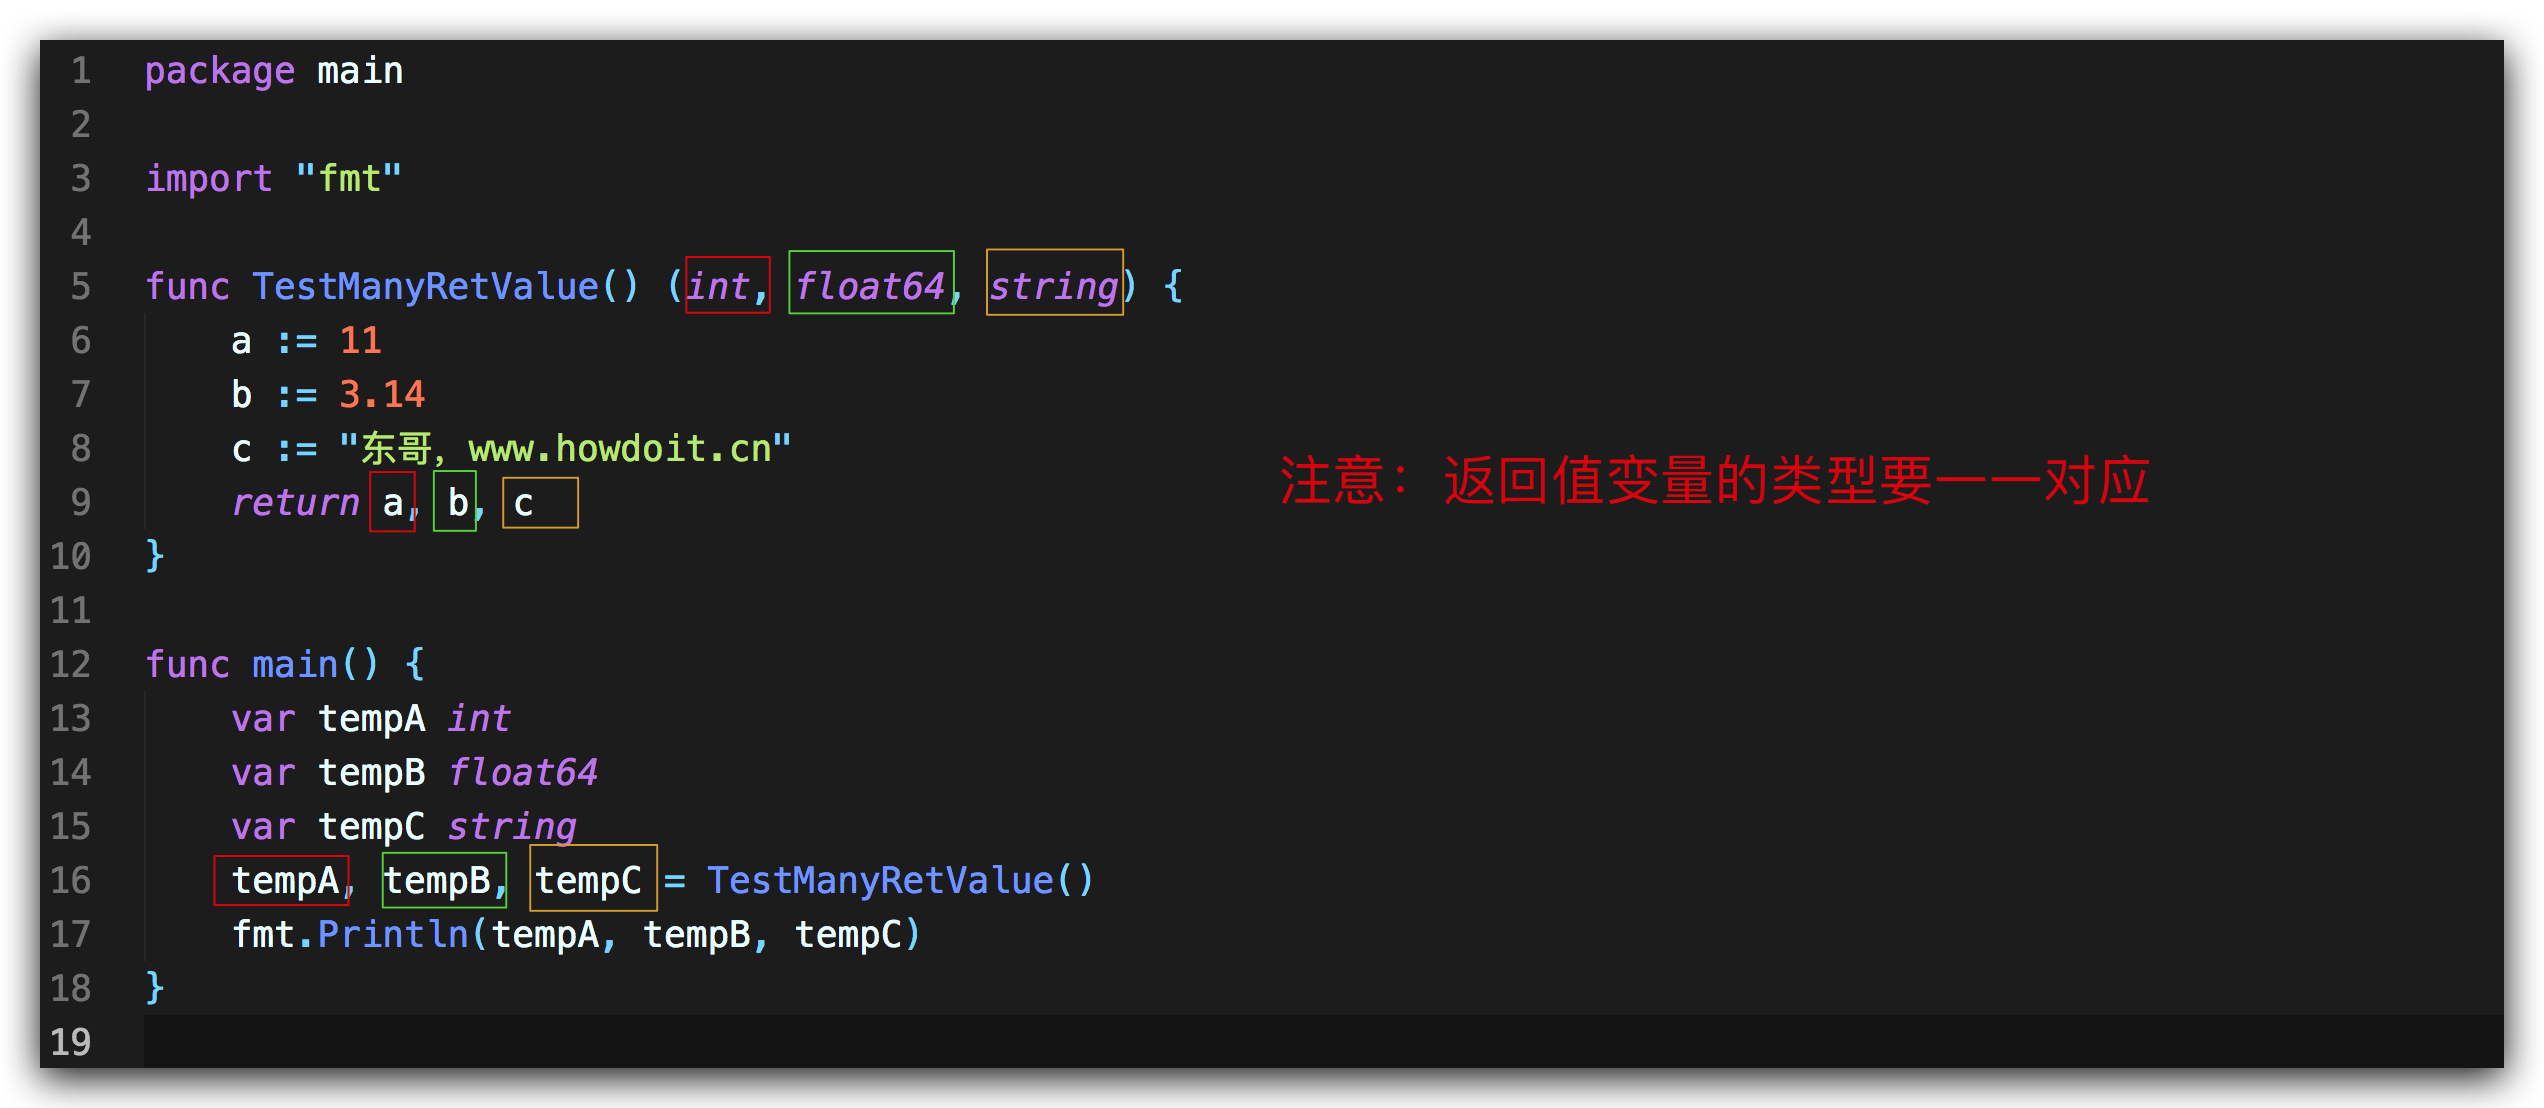 1 package main
2
3 import "fmt"
4
5 func TestManyRetValue() (int, float64, string) {
6     a := 11
7     b := 3.14
8     c := "东哥，www.howdoit.cn"
注意：返回值变量的类型要一一对应
9     return a, b, c
10 }
11
12 func main() {
13     var tempA int
14     var tempB float64
15     var tempC string
16     tempA, tempB, tempC = TestManyRetValue()
17     fmt.Println(tempA, tempB, tempC)
18 }
19